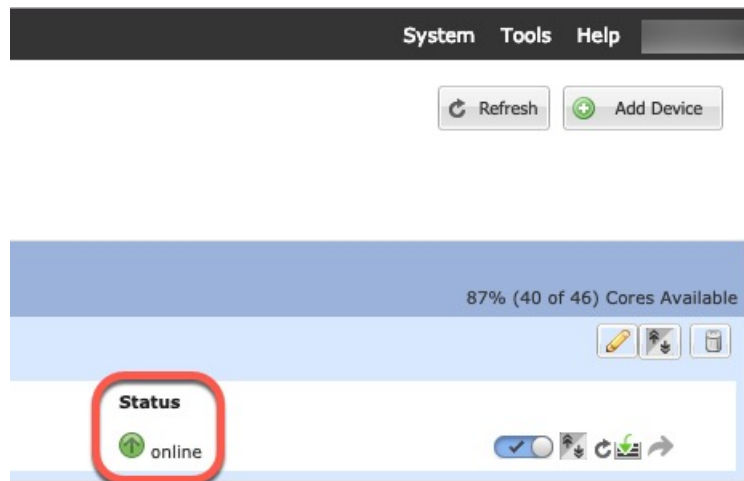 System Tools Help
Refresh Add Device
87% (40 of 46) Cores Available
Status
online